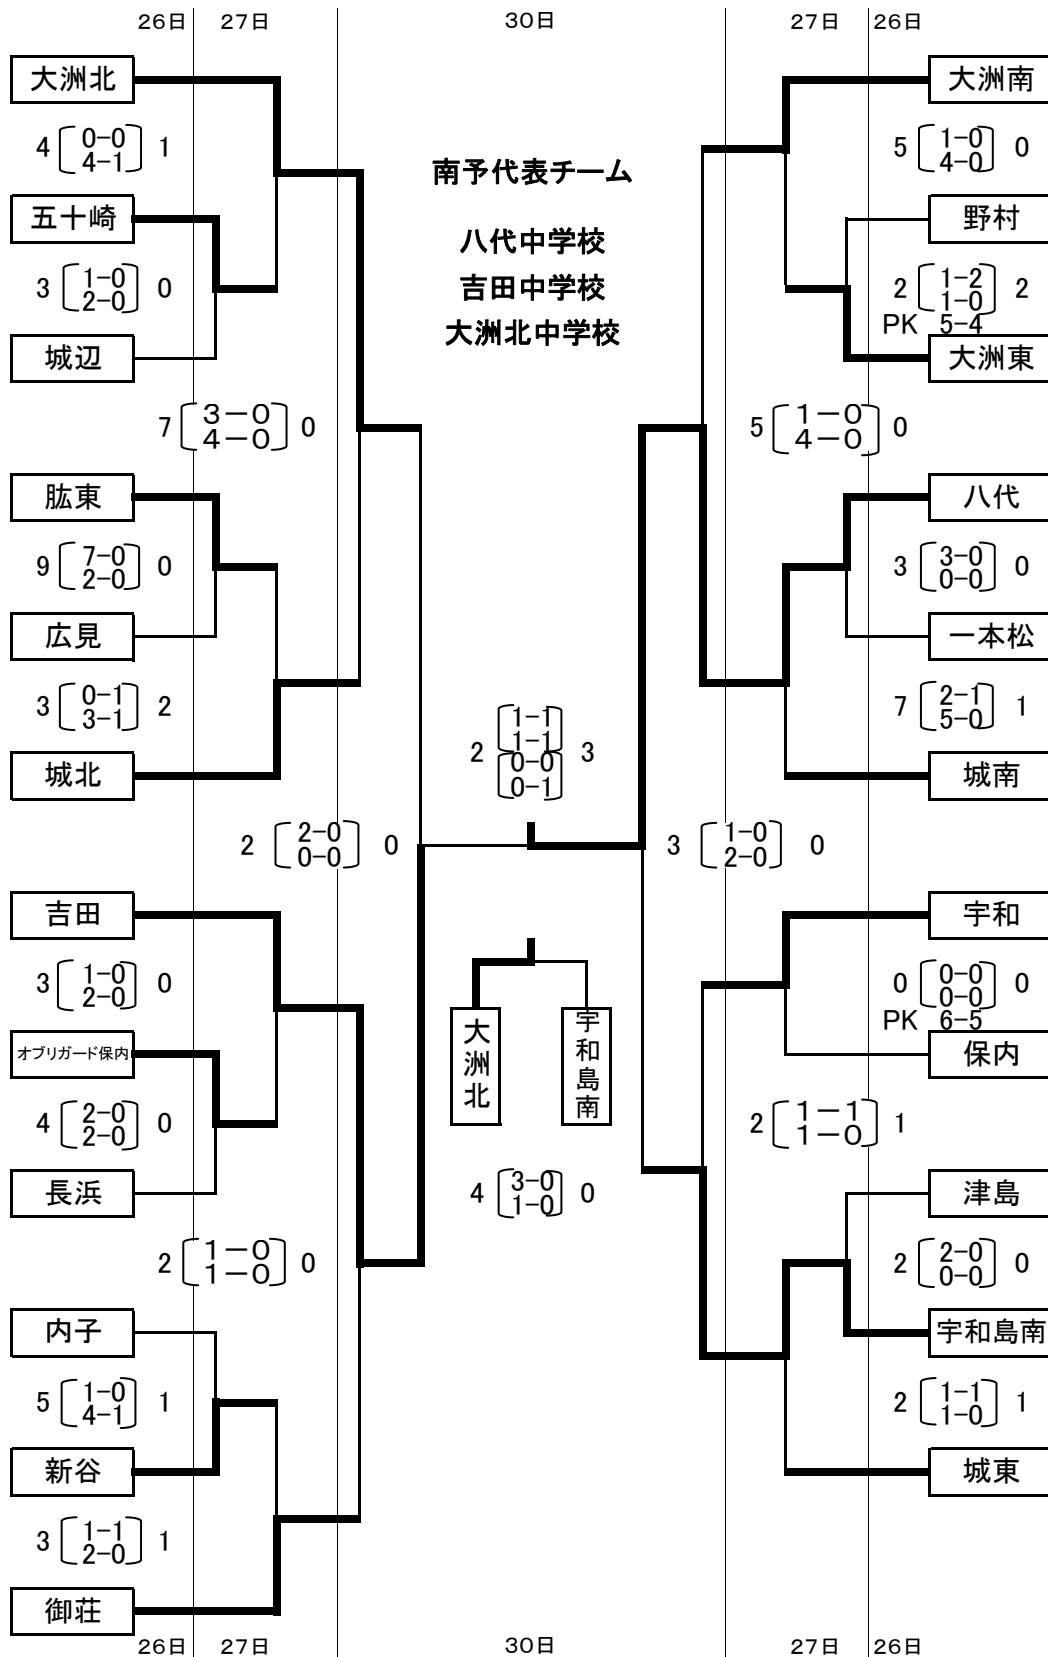 26日 27日 30日 27日 26日
大洲北
4 0-0 1
4-1
五十崎
3 1-0 0
2-0
城辺
7 3-0 0
4-0
肱東
9 7-0 0
2-0
広見
3 0-1 2
3-1
城北
2 2-0 0
0-0
吉田
3 1-0 0
2-0
オブリガード保内
4 2-0 0
2-0
長浜
2 1-0 0
1-0
内子
5 1-0 1
4-1
新谷
3 1-1 1
2-0
御荘
南予代表チーム
八代中学校
吉田中学校
大洲北中学校
2 1-1 3
1-1
0-0
0-1
大洲北
宇和島南
4 3-0 0
1-0
大洲南
5 1-0 0
4-0
野村
2 1-2 2
1-0
PK 5-4
大洲東
5 1-0 0
4-0
八代
3 3-0 0
0-0
一本松
7 2-1 1
5-0
城南
3 1-0 0
2-0
宇和
0 0-0 0
0-0
PK 6-5
保内
2 1-1 1
1-0
津島
2 2-0 0
0-0
宇和島南
2 1-1 1
1-0
城東
26日 27日 30日 27日 26日